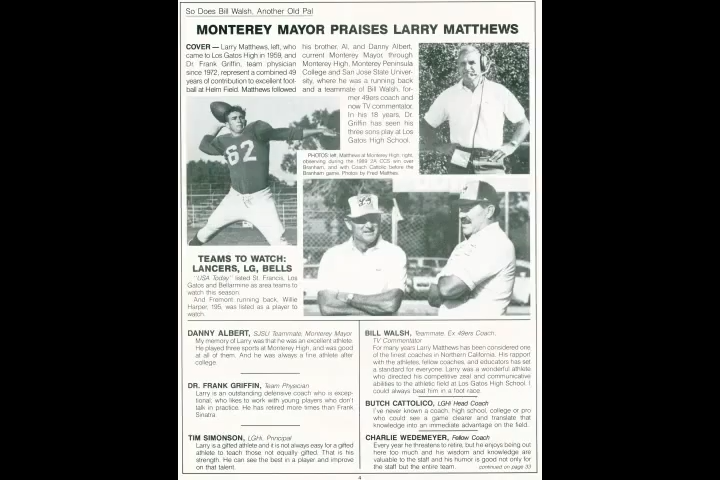 So Does Bill Walsh, Another Old Pal
MONTEREY MAYOR PRAISES LARRY MATTHEWS
COVER — Larry Matthews, left, who
came to Los Gatos High in 1959, and
Dr. Frank Griffin, team physician
since 1972, represent a combined 49
years of contribution to excellent foot-
ball at Helm Field. Matthews followed
his brother, Al, and Danny Albert,
current Monterey Mayor, through
Monterey High, Monterey Peninsula
College and San Jose State Univer-
sity, where he was a running back
and a teammate of Bill Walsh, for-
mer 49ers coach and
now TV commentator.
In his 18 years, Dr.
Griffin has seen his
three sons play at Los
Gatos High School.
62
PHOTOS: left, Matthews at Monterey High; right,
observing during the 1989 2A CCS win over
Branham, and with Coach Cattolic before the
Branham game. Photos by Fred Matthes.
TEAMS TO WATCH:
LANCERS, LG, BELLS
"USA Today" listed St. Francis, Los
Gatos and Bellarmine as area teams to
watch this season.
And Fremont running back, Willie
Harper, 195, was listed as a player to
watch.
DANNY ALBERT, SJSU Teammate, Monterey Mayor
My memory of Larry was that he was an excellent athlete.
He played three sports at Monterey High, and was good
at all of them. And he was always a fine athlete after
college.
DR. FRANK GRIFFIN, Team Physician
Larry is an outstanding defensive coach who is excep-
tional, who likes to work with young players who don't
talk in practice. He has retired more times than Frank
Sinatra.
TIM SIMONSON, LGHi, Principal
Larry is a gifted athlete and it is not always easy for a gifted
athlete to teach those not equally gifted. That is his
strength. He can see the best in a player and improve
on that talent.
BILL WALSH, Teammate, Ex 49ers Coach,
TV Commentator
For many years Larry Matthews has been considered one
of the finest coaches in Northern California. His rapport
with the athletes, fellow coaches, and educators has set
a standard for everyone. Larry was a wonderful athlete
who directed his competitive zeal and communicative
abilities to the athletic field at Los Gatos High School. I
could always beat him in a foot race.
BUTCH CATTOLICO, LGHi Head Coach
I've never known a coach, high school, college or pro
who could see a game clearer and translate that
knowledge into an immediate advantage on the field.
CHARLIE WEDEMEYER, Fellow Coach
Every year he threatens to retire, but he enjoys being out
here too much and his wisdom and knowledge are
valuable to the staff and his humor is good not only for
the staff but the entire team.
continued on page 33
4